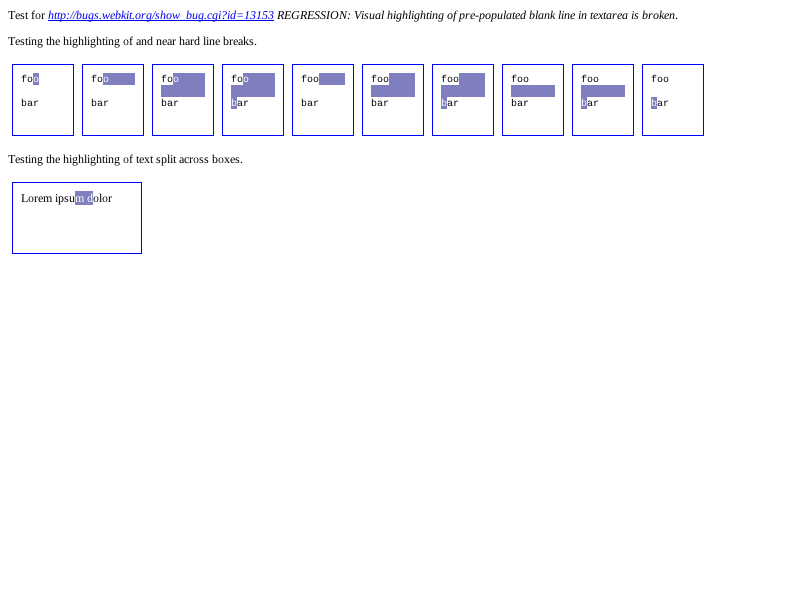 Test for http://bugs.webkit.org/show_bug.cgi?id=13153 REGRESSION: Visual highlighting of pre-populated blank line in textarea is broken.
Testing the highlighting of and near hard line breaks.
foo foo foo foo foo foo foo foo foo foo
bar bar bar bar bar bar bar bar bar bar
Testing the highlighting of text split across boxes.
Lorem ipsum dolor